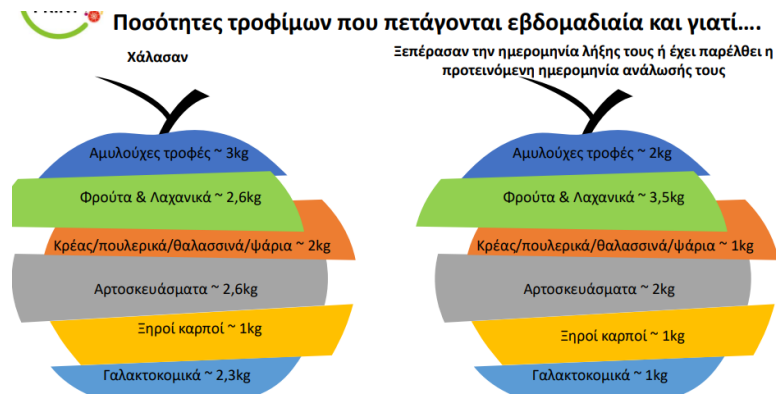 Ποσότητες τροφίμων που πετάγονται εβδομαδιαία και γιατί....
Χάλασαν
Αμυλούχες τροφές ~ 3kg
Φρούτα & Λαχανικά ~ 2,6kg
Κρέας/πουλερικά/θαλασσινά/ψάρια ~ 2kg
Αρτοσκευάσματα ~ 2,6kg
Ξηροί καρποί ~ 1kg
Γαλακτοκομικά ~ 2,3kg
Ξεπέρασαν την ημερομηνία λήξης τους ή έχει παρέλθει η
προτεινόμενη ημερομηνία ανάλωσής τους
Αμυλούχες τροφές ~ 2kg
Φρούτα & Λαχανικά ~ 3,5kg
Κρέας/πουλερικά/θαλασσινά/ψάρια ~ 1kg
Αρτοσκευάσματα ~ 2kg
Ξηροί καρποί ~ 1kg
Γαλακτοκομικά ~ 1kg